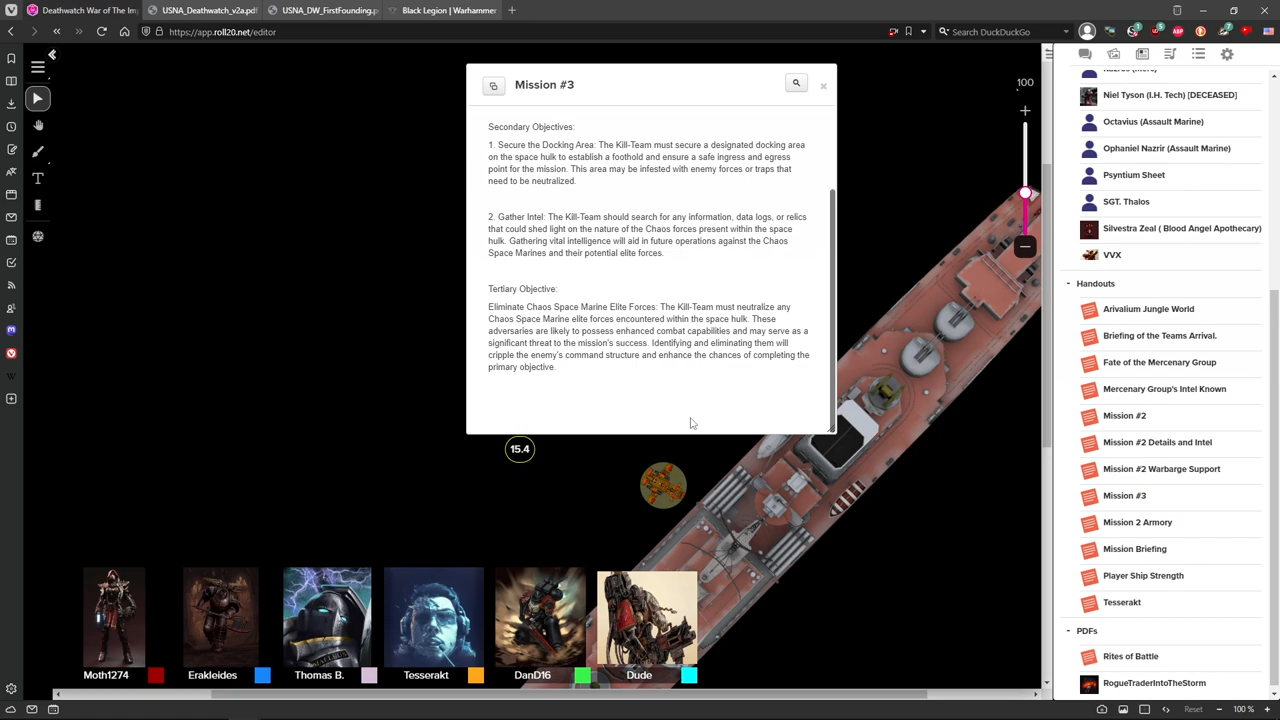 Deatchwatch War of The Imp
USNA_Deathwatch_v2a.pdf
USNA_DW_FirstFounding.p
Black Legion | Warhammer
https://app.roll20.net/editor
Search DuckDuckGo
Mission #3
Secondary Objectives:
1. Secure the Docking Area: The Kill-Team must secure a designated docking area
on the space hulk to establish a foothold and ensure a safe ingress and egress
point for the mission. This area may be infested with enemy forces or traps that
need to be neutralized.
2. Gather Intel: The Kill-Team should search for any information, data logs, or relics
that could shed light on the nature of the Chaos forces present within the space
hulk. Gathering vital intelligence will aid in future operations against the Chaos
Space Marines and their potential elite forces.
Tertiary Objective:
Eliminate Chaos Space Marine Elite Forces: The Kill-Team must neutralize any
Chaos Space Marine elite forces encountered within the space hulk. These
adversaries are likely to possess enhanced combat capabilities and may serve as a
significant threat to the mission's success. Identifying and eliminating them will
cripple the enemy's command structure and enhance the chances of completing the
primary objective.
100
15.4
Moth1274
Erakleides
Thomas B.
Tesserakt
DanD16
Dude
Niel Tyson (I.H. Tech) [DECEASED]
Octavius (Assault Marine)
Ophaniel Nazrir (Assault Marine)
Psyntium Sheet
SGT. Thalos
Silvestra Zeal ( Blood Angel Apothecary)
VVX
Handouts
Arivalium Jungle World
Briefing of the Teams Arrival.
Fate of the Mercenary Group
Mercenary Group's Intel Known
Mission #2
Mission #2 Details and Intel
Mission #2 Warbarge Support
Mission #3
Mission 2 Armory
Mission Briefing
Player Ship Strength
Tesserakt
PDFs
Rites of Battle
RogueTraderIntoTheStorm
Reset
100 %